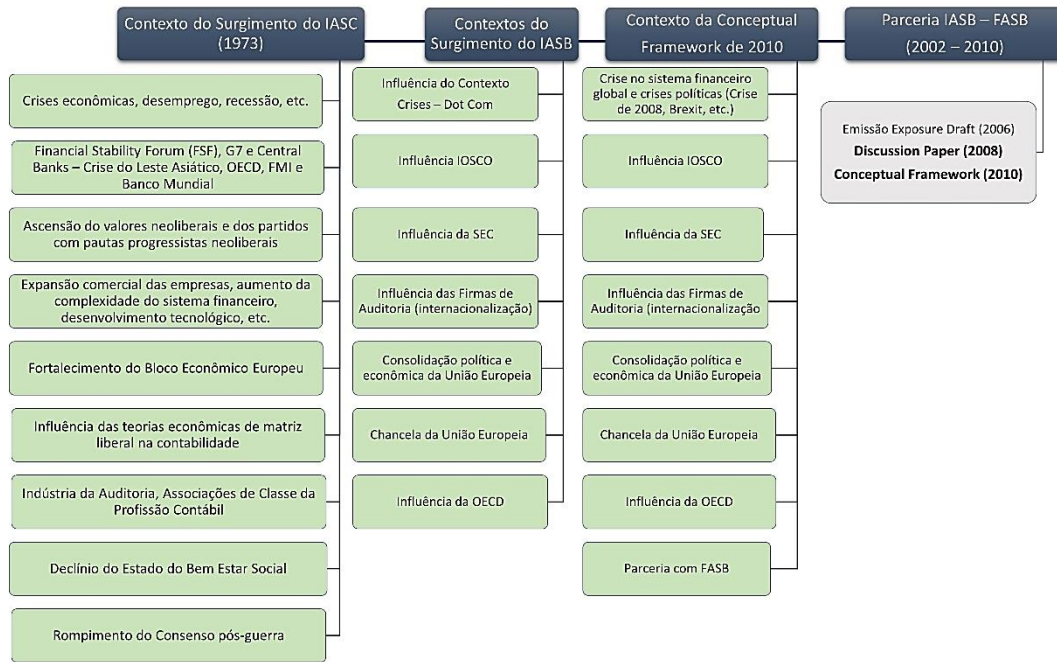 Contexto do Surgimento do IASC
(1973)
Crises econômicas, desemprego, recessão, etc.
Financial Stability Forum (FSF), G7 e Central
Banks – Crise do Leste Asiático, OECD, FMI e
Banco Mundial
Ascensão do valores neoliberais e dos partidos
com pautas progressistas neoliberais
Expansão comercial das empresas, aumento da
complexidade do sistema financeiro,
desenvolvimento tecnológico, etc.
Fortalecimento do Bloco Econômico Europeu
Influência das teorias econômicas de matriz
liberal na contabilidade
Indústria da Auditoria, Associações de Classe da
Profissão Contábil
Declínio do Estado do Bem Estar Social
Rompimento do Consenso pós-guerra
Contextos do
Surgimento do IASB
Influência do Contexto
Crises – Dot Com
Influência IOSCO
Influência da SEC
Influência das Firmas de
Auditoria (internacionalização)
Consolidação política e
econômica da União Europeia
Chancela da União Europeia
Influência da OECD
Contexto da Conceptual
Framework de 2010
Crise no sistema financeiro
global e crises políticas (Crise
de 2008, Brexit, etc.)
Influência IOSCO
Influência da SEC
Influência das Firmas de
Auditoria (internacionalização
Consolidação política e
econômica da União Europeia
Chancela da União Europeia
Influência da OECD
Parceria com FASB
Parceria IASB – FASB
(2002 – 2010)
Emissão Exposure Draft (2006)
Discussion Paper (2008)
Conceptual Framework (2010)